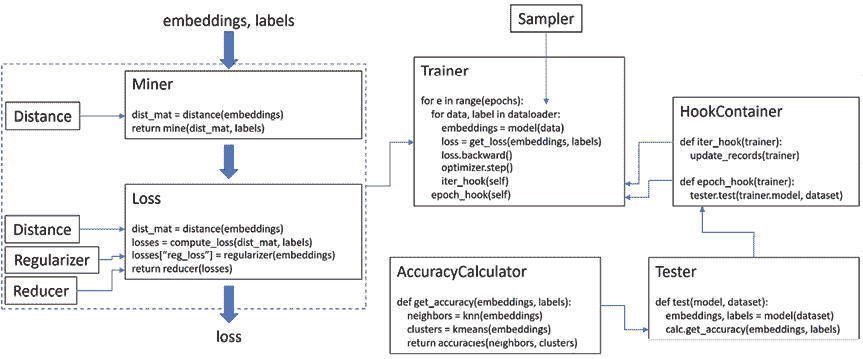 embeddings, labels
Miner
dist_mat = distance(embeddings)
return mine(dist_mat, labels)
Distance
Loss
dist_mat = distance(embeddings)
losses = compute_loss(dist_mat, labels)
losses["reg_loss"] = regularizer(embeddings)
return reducer(losses)
Distance
Regularizer
Reducer
loss
Sampler
Trainer
for e in range(epochs):
for data, label in dataloader:
embeddings = model(data)
loss = get_loss(embeddings, labels)
loss.backward()
optimizer.step()
iter_hook(self)
epoch_hook(self)
HookContainer
def iter_hook(trainer):
update_records(trainer)
def epoch_hook(trainer):
tester.test(trainer.model, dataset)
AccuracyCalculator
def get_accuracy(embeddings, labels):
neighbors = knn(embeddings)
clusters = kmeans(embeddings)
return accuracies(neighbors, clusters)
Tester
def test(model, dataset):
embeddings, labels = model(dataset)
calc.get_accuracy(embeddings, labels)